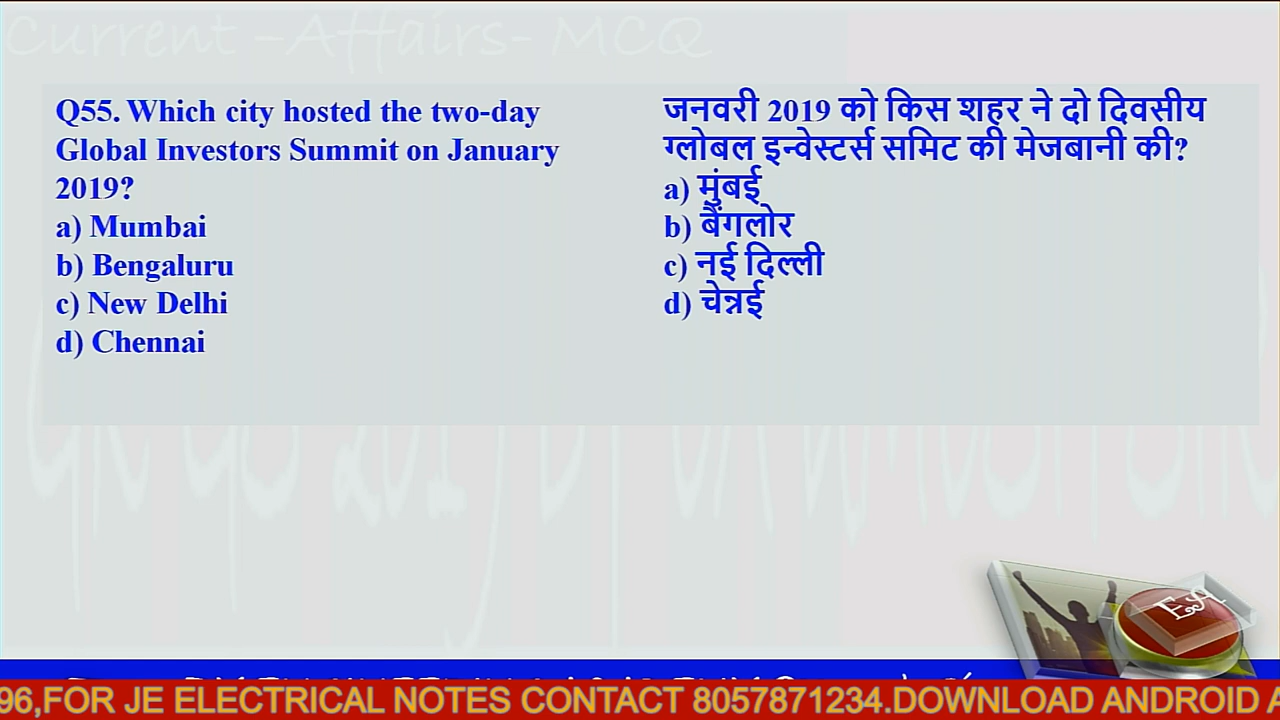 Current -Affairs- MCQ
Q55. Which city hosted the two-day
Global Investors Summit on January
2019?
a) Mumbai
b) Bengaluru
c) New Delhi
d) Chennai
जनवरी 2019 को किस शहर ने दो दिवसीय
ग्लोबल इन्वेस्टर्स समिट की मेजबानी की?
a) मुंबई
b) बैंगलोर
c) नई दिल्ली
d) चेन्नई
EA
96,FOR JE ELECTRICAL NOTES CONTACT 8057871234.DOWNLOAD ANDROID A